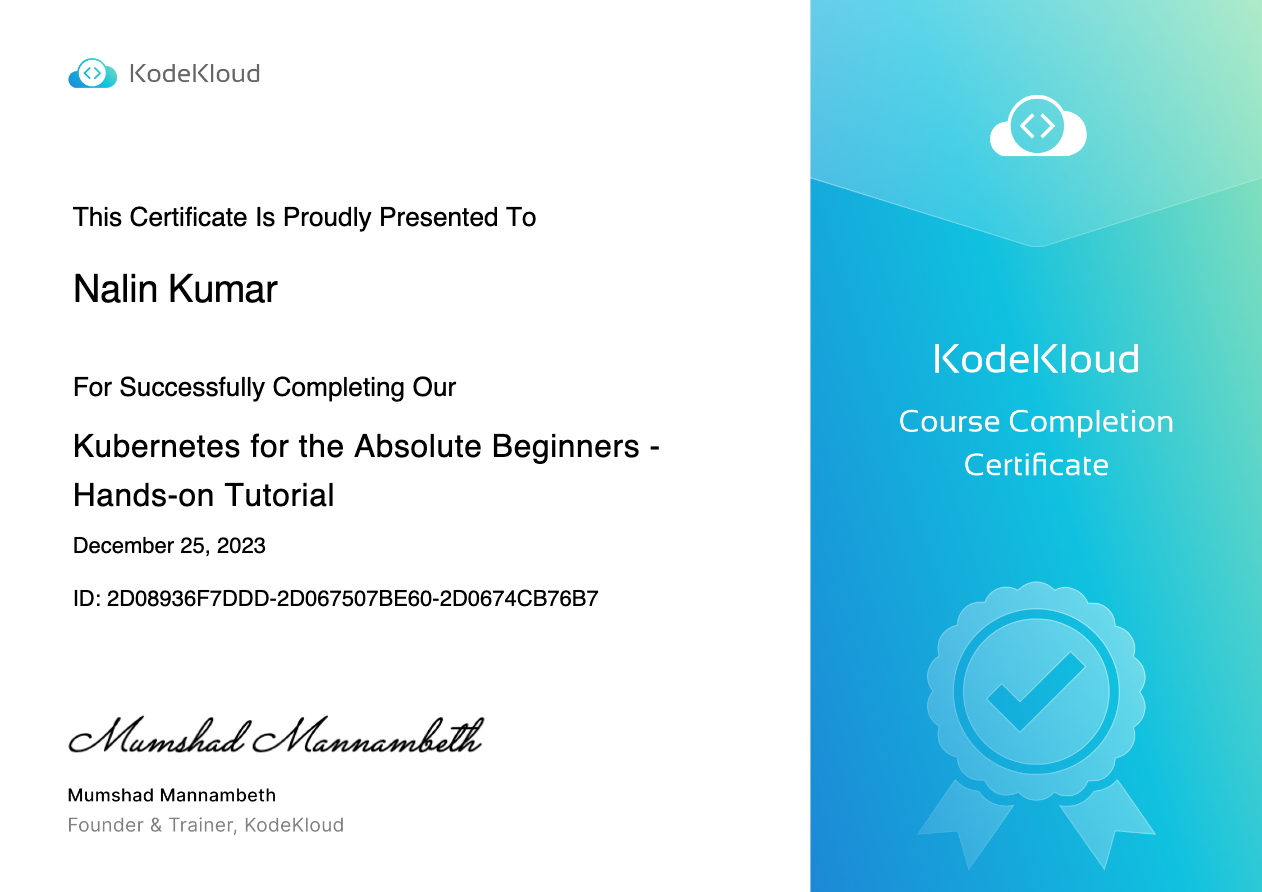 KodeKloud
This Certificate Is Proudly Presented To
Nalin Kumar
For Successfully Completing Our
Kubernetes for the Absolute Beginners -
Hands-on Tutorial
December 25, 2023
ID: 2D08936F7DDD-2D067507BE60-2D0674CB76B7
Mumshad Mannambeth
Mumshad Mannambeth
Founder & Trainer, KodeKloud
KodeKloud
Course Completion
Certificate